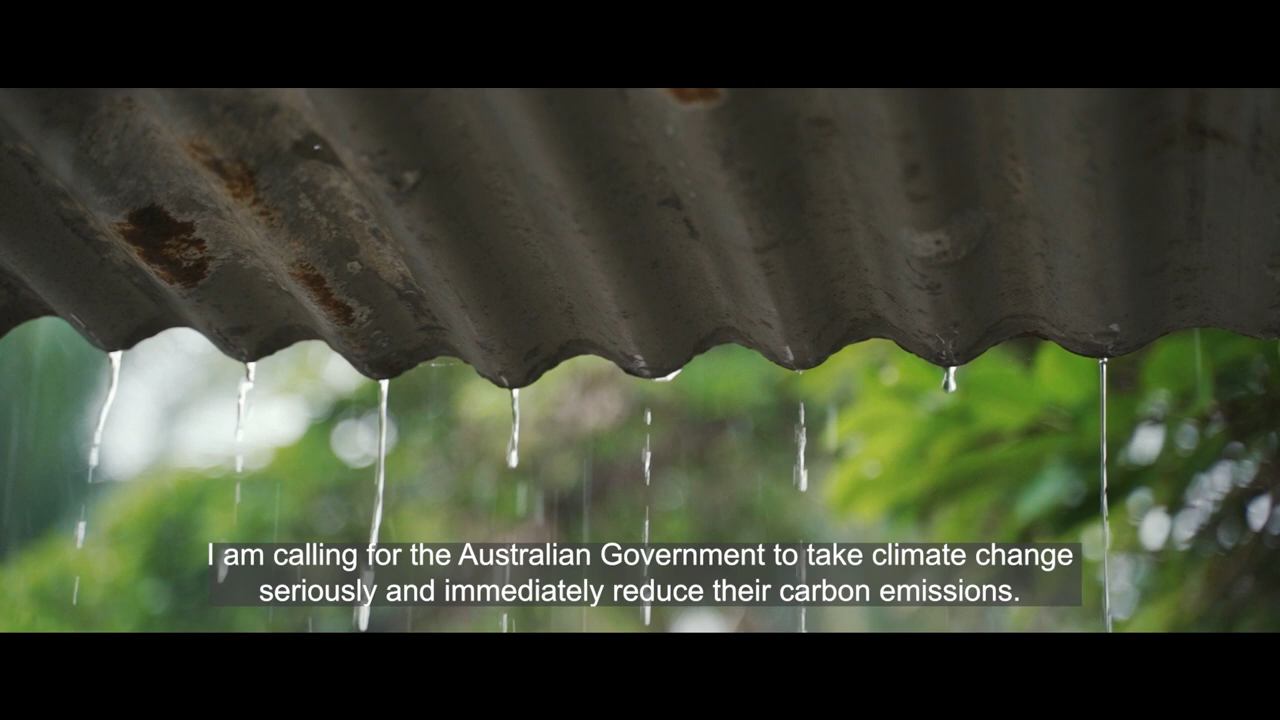 I am calling for the Australian Government to take climate change
seriously and immediately reduce their carbon emissions.